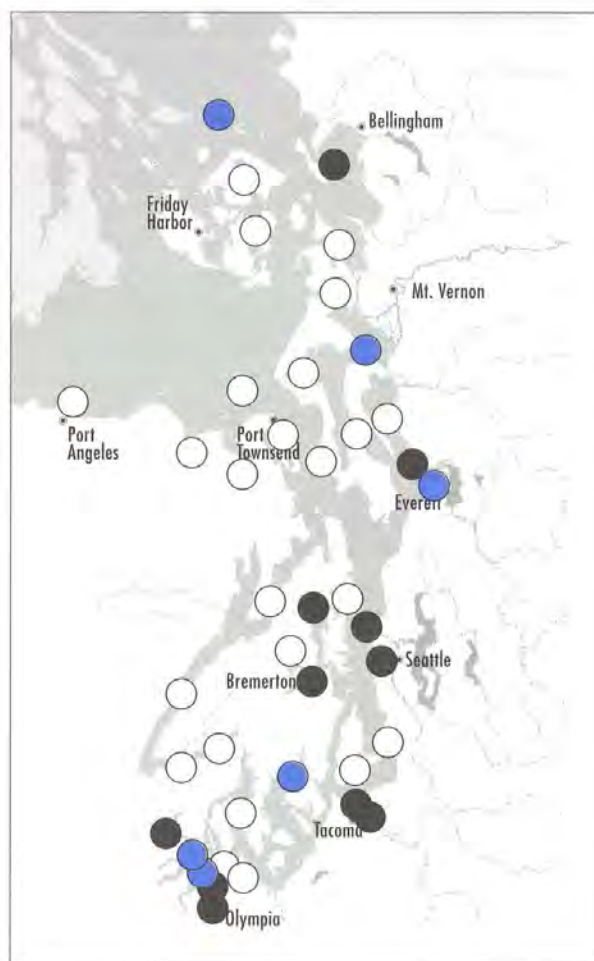 Bellingham
Friday
Harbor
Mt. Vernon
Port
Angeles
Port
Townsend
Everett
Seattle
Bremerton
Tacoma
Olympia